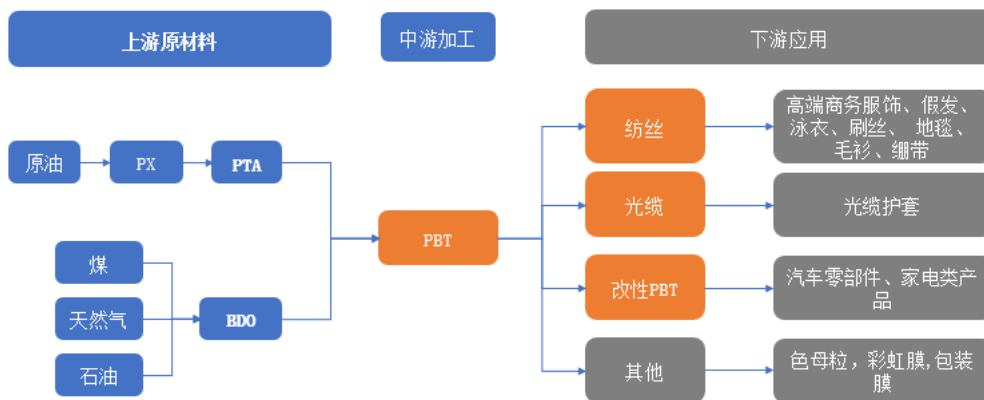 上游原材料
中游加工
下游应用
原油
PX
PTA
煤
天然气
石油
BDO
PBT
纺丝
高端商务服饰、假发、
泳衣、刷丝、 地毯、
毛衫、绷带
光缆
光缆护套
改性PBT
汽车零部件、家电类产
品
其他
色母粒，彩虹膜,包装
膜